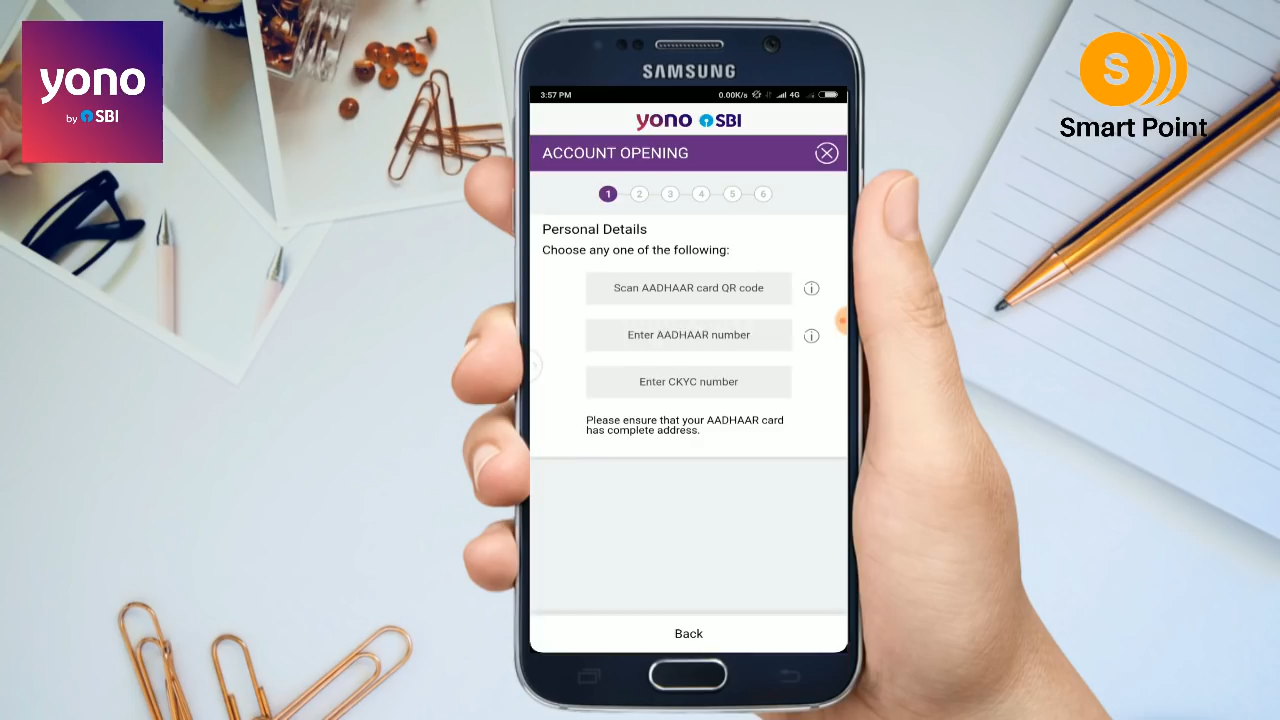 yono
by SBI
S
Smart Point
SAMSUNG
3:57 PM
0.00K/s 4G
yono SBI
ACCOUNT OPENING
1 2 3 4 5 6
Personal Details
Choose any one of the following:
Scan AADHAAR card QR code
Enter AADHAAR number
Enter CKYC number
Please ensure that your AADHAAR card
has complete address.
Back